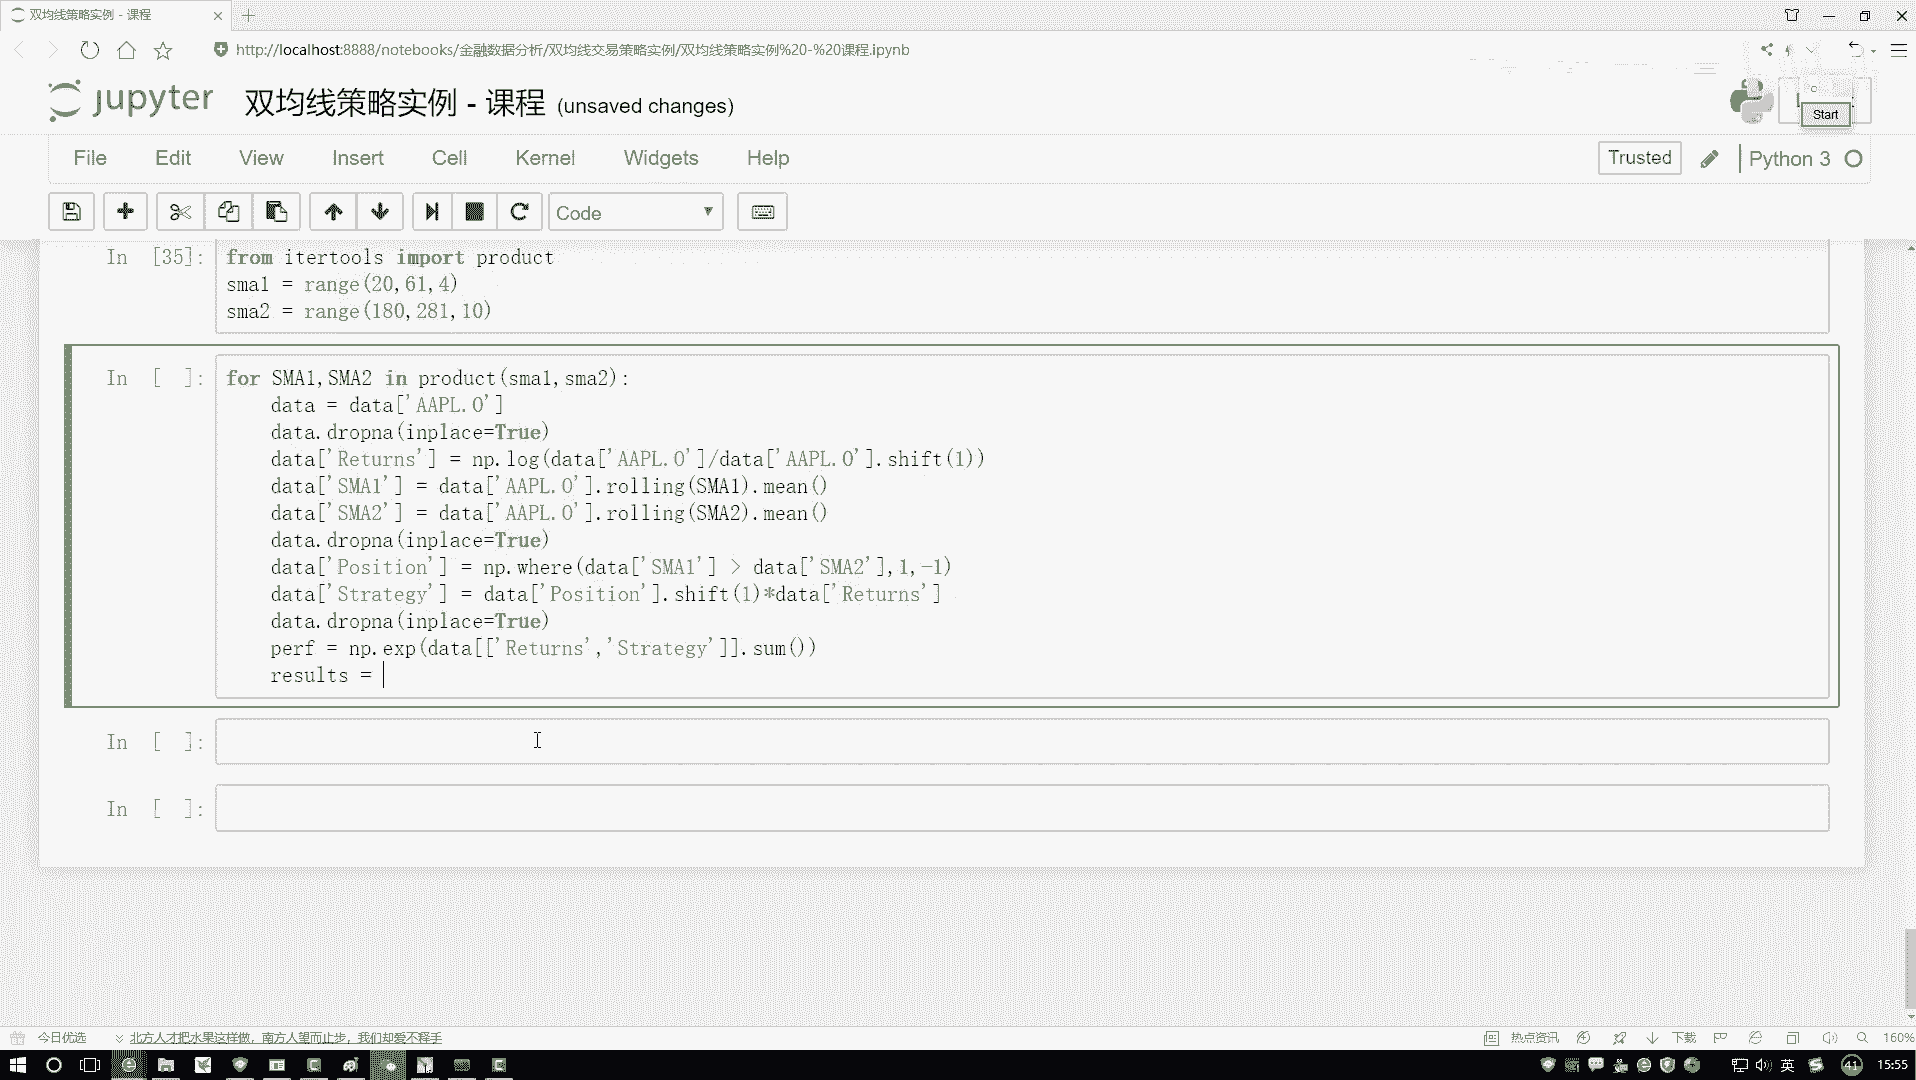 双均线策略实例 - 课程
http://localhost:8888/notebooks/金融数据分析/双均线交易策略实例/双均线策略实例%20-%20课程.ipynb
jupyter 双均线策略实例 - 课程 (unsaved changes)
Start
File Edit View Insert Cell Kernel Widgets Help
Trusted Python 3
Code
In [35]: from itertools import product
sma1 = range(20,61,4)
sma2 = range(180,281,10)
In [ ]: for SMA1,SMA2 in product(sma1,sma2):
data = data['AAPL.O']
data.dropna(inplace=True)
data['Returns'] = np.log(data['AAPL.O']/data['AAPL.O'].shift(1))
data['SMA1'] = data['AAPL.O'].rolling(SMA1).mean()
data['SMA2'] = data['AAPL.O'].rolling(SMA2).mean()
data.dropna(inplace=True)
data['Position'] = np.where(data['SMA1'] > data['SMA2'],1,-1)
data['Strategy'] = data['Position'].shift(1)*data['Returns']
data.dropna(inplace=True)
perf = np.exp(data[['Returns','Strategy']].sum())
results =
In [ ]:
In [ ]:
今日优选 北方人才把水果这样做，南方人望而止步，我们却爱不释手 热点资讯 下载 160%
英 41 15:55